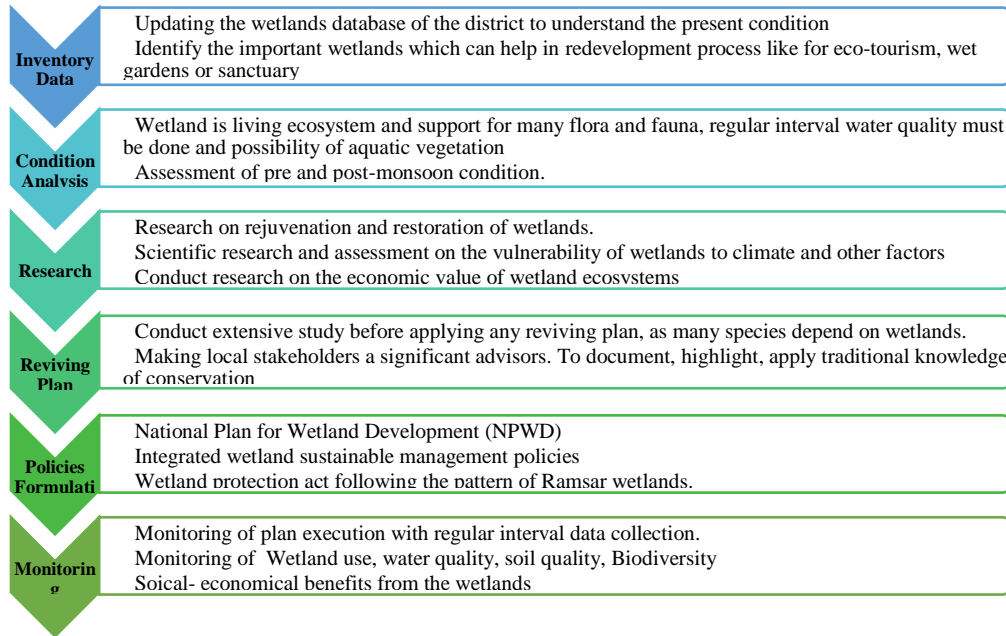 Inventory
Data
Updating the wetlands database of the district to understand the present condition
Identify the important wetlands which can help in redevelopment process like for eco-tourism, wet
gardens or sanctuary
Condition
Analysis
Wetland is living ecosystem and support for many flora and fauna, regular interval water quality must
be done and possibility of aquatic vegetation
Assessment of pre and post-monsoon condition.
Research
Research on rejuvenation and restoration of wetlands.
Scientific research and assessment on the vulnerability of wetlands to climate and other factors
Conduct research on the economic value of wetland ecosystems
Reviving
Plan
Conduct extensive study before applying any reviving plan, as many species depend on wetlands.
Making local stakeholders a significant advisors. To document, highlight, apply traditional knowledge
of conservation
Policies
Formulati
National Plan for Wetland Development (NPWD)
Integrated wetland sustainable management policies
Wetland protection act following the pattern of Ramsar wetlands.
Monitorin
g
Monitoring of plan execution with regular interval data collection.
Monitoring of Wetland use, water quality, soil quality, Biodiversity
Soical- economical benefits from the wetlands